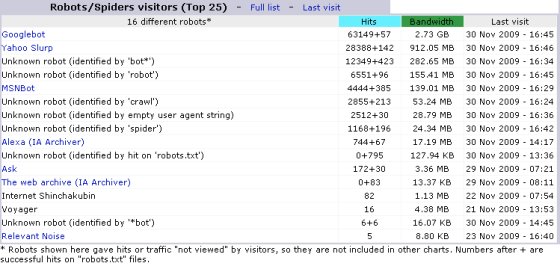 Robots/Spiders visitors (Top 25) - Full list - Last visit
16 different robots* Hits Bandwidth Last visit
Googlebot 63149+57 2.73 GB 30 Nov 2009 - 16:45
Yahoo Slurp 28388+142 912.05 MB 30 Nov 2009 - 16:46
Unknown robot (identified by 'bot*') 12349+423 282.65 MB 30 Nov 2009 - 16:34
Unknown robot (identified by 'robot') 6551+96 155.41 MB 30 Nov 2009 - 16:45
MSNBot 4444+385 139.01 MB 30 Nov 2009 - 16:29
Unknown robot (identified by 'crawl') 2855+213 53.24 MB 30 Nov 2009 - 16:24
Unknown robot (identified by empty user agent string) 2512+30 28.79 MB 30 Nov 2009 - 16:36
Unknown robot (identified by 'spider') 1168+196 24.34 MB 30 Nov 2009 - 16:42
Alexa (IA Archiver) 744+67 17.19 MB 30 Nov 2009 - 14:17
Unknown robot (identified by hit on 'robots.txt') 0+795 127.94 KB 30 Nov 2009 - 13:36
Ask 172+30 3.36 MB 29 Nov 2009 - 07:21
The web archive (IA Archiver) 0+83 13.37 KB 29 Nov 2009 - 08:11
Internet Shinchakubin 82 1.13 MB 22 Nov 2009 - 07:54
Voyager 16 4.38 MB 21 Nov 2009 - 13:53
Unknown robot (identified by '*bot') 6+6 16.07 KB 30 Nov 2009 - 14:45
Relevant Noise 5 8.80 KB 23 Nov 2009 - 16:40
* Robots shown here gave hits or traffic "not viewed" by visitors, so they are not included in other charts. Numbers after + are
successful hits on "robots.txt" files.